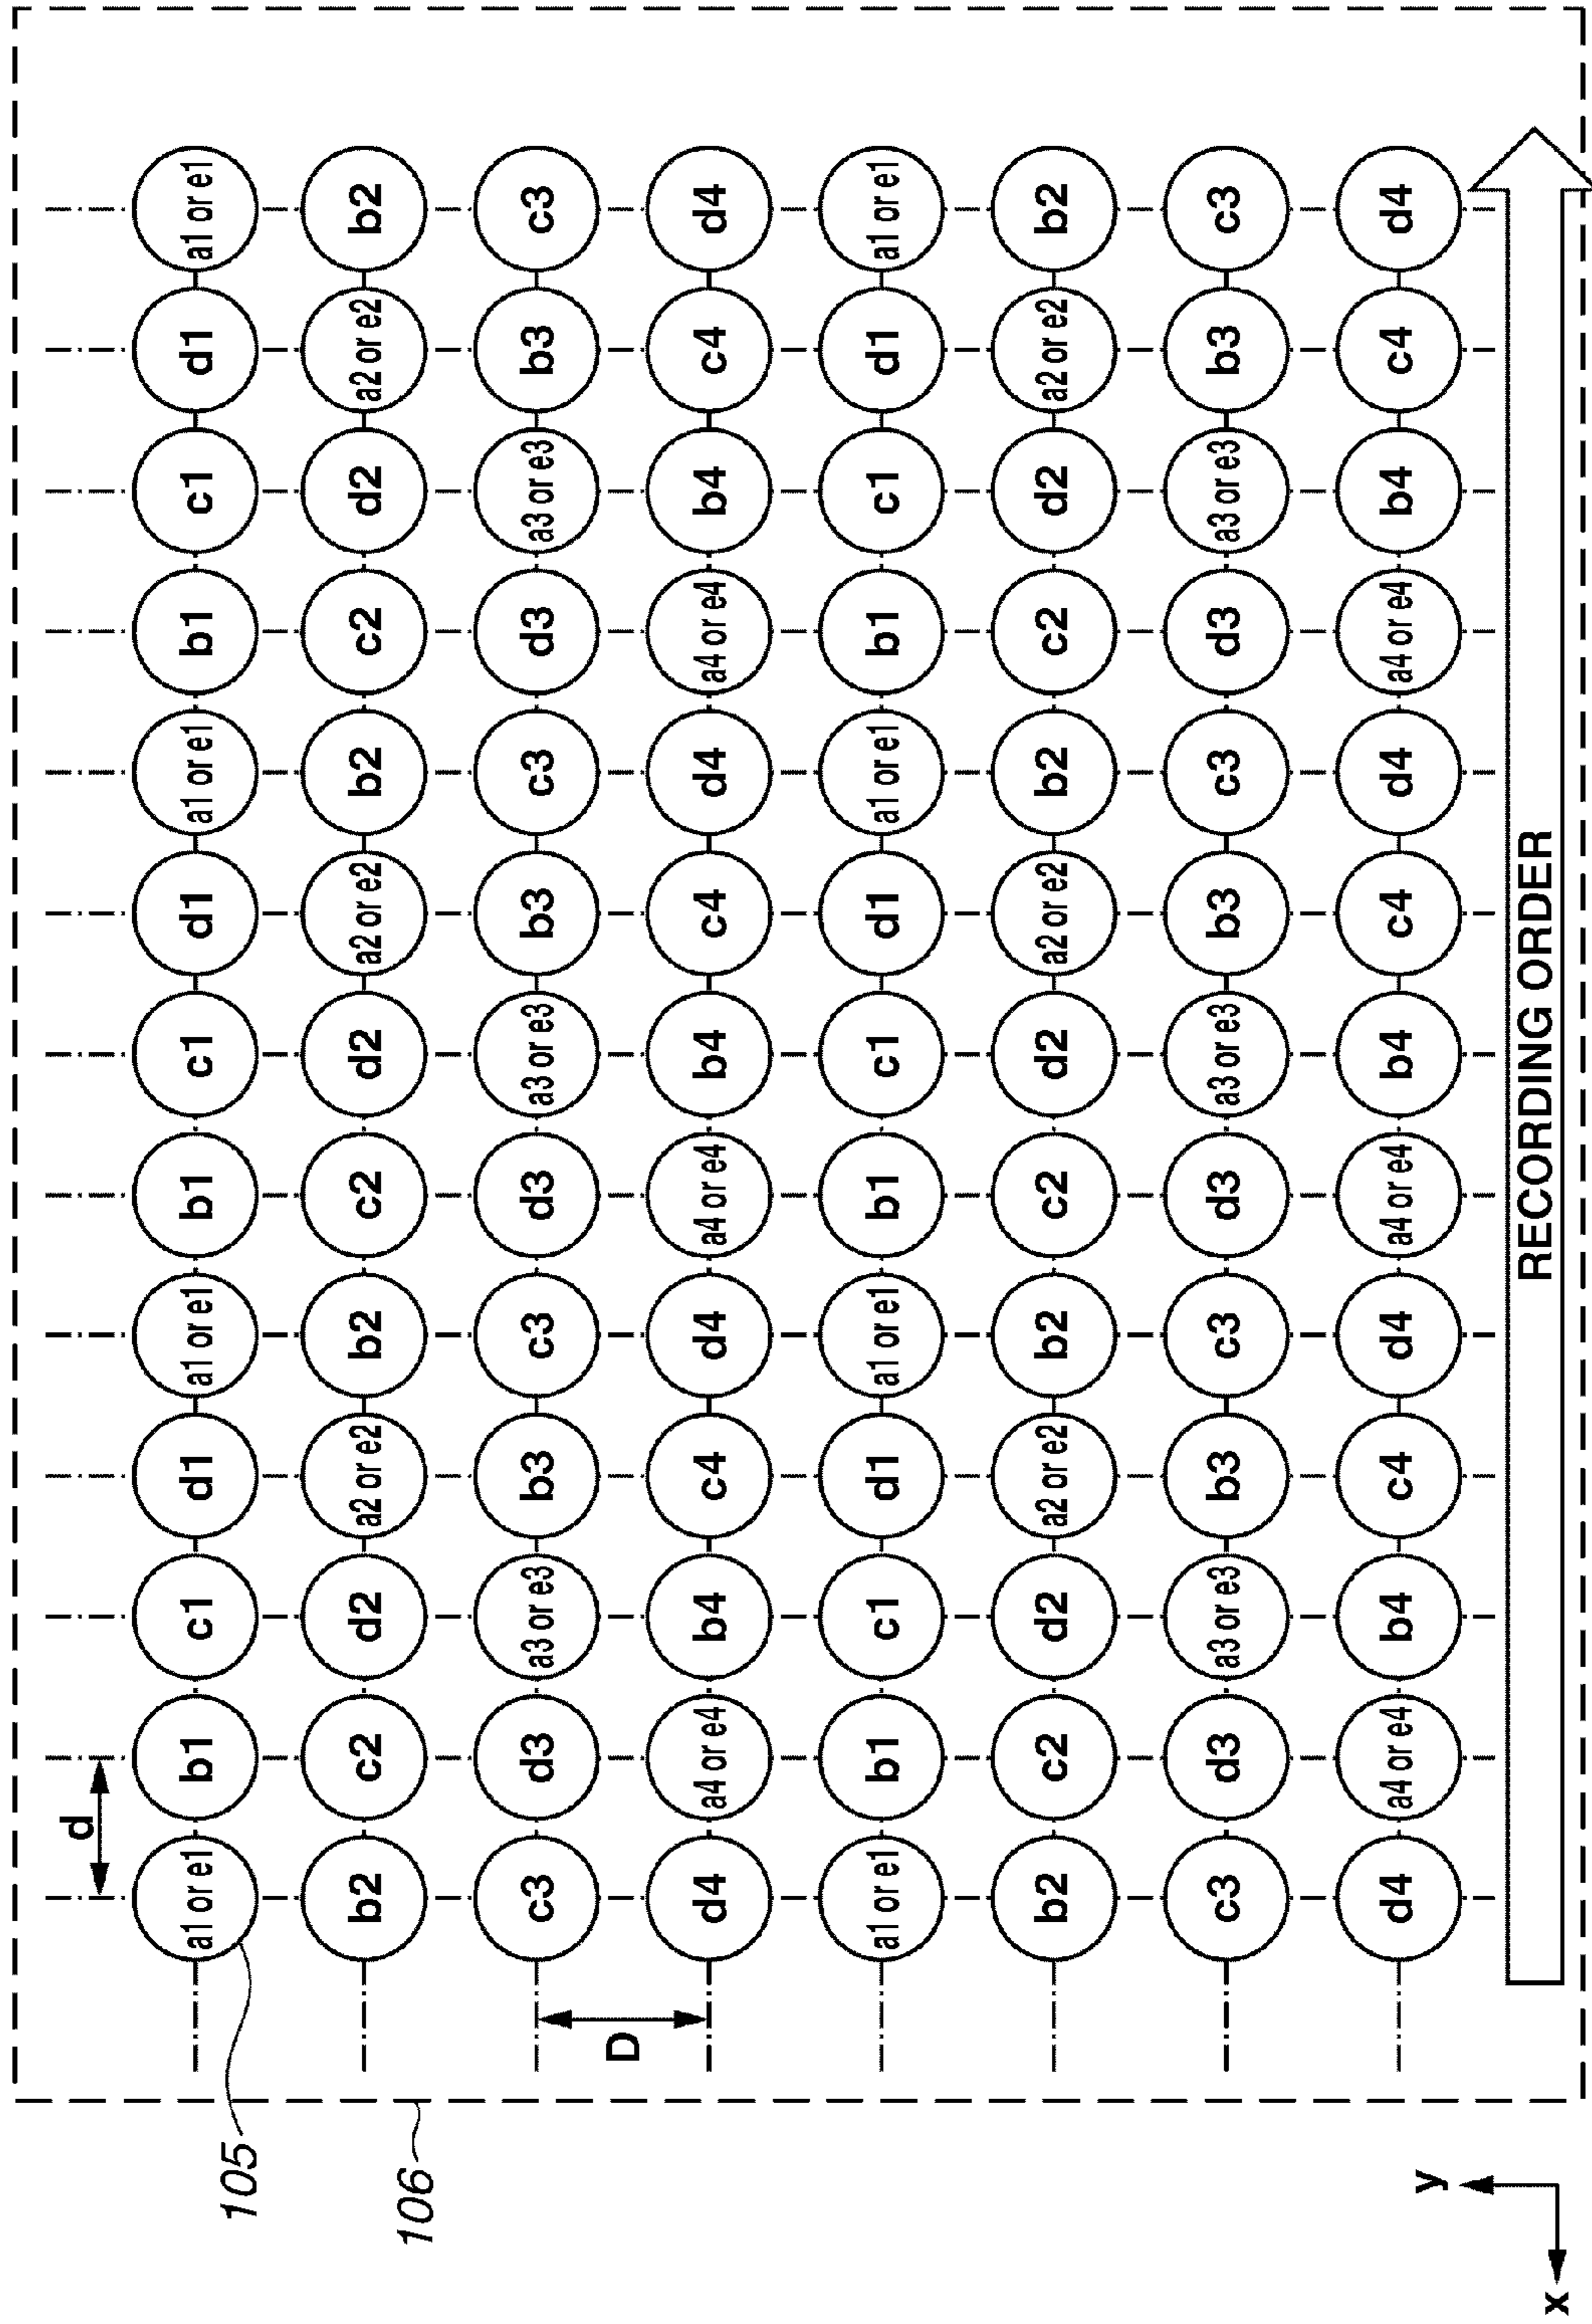 d
a1 or e1 b1 c1 d1 a1 or e1 b1 c1 d1 a1 or e1 b1 c1 d1 a1 or e1
105
b2 c2 d2 a2 or e2 b2 c2 d2 a2 or e2 b2 c2 d2 a2 or e2 b2
106
c3 d3 a3 or e3 b3 c3 d3 a3 or e3 b3 c3 d3 a3 or e3 b3 c3
D
d4 a4 or e4 b4 c4 d4 a4 or e4 b4 c4 d4 a4 or e4 b4 c4 d4
a1 or e1 b1 c1 d1 a1 or e1 b1 c1 d1 a1 or e1 b1 c1 d1 a1 or e1
b2 c2 d2 a2 or e2 b2 c2 d2 a2 or e2 b2 c2 d2 a2 or e2 b2
c3 d3 a3 or e3 b3 c3 d3 a3 or e3 b3 c3 d3 a3 or e3 b3 c3
d4 a4 or e4 b4 c4 d4 a4 or e4 b4 c4 d4 a4 or e4 b4 c4 d4
y
RECORDING ORDER
x